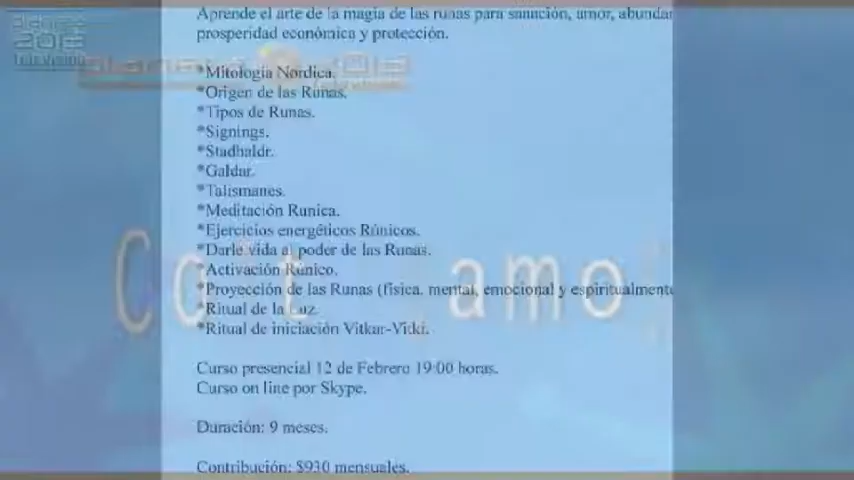 planeta
2013
TELEVISIÓN
Aprende el arte de la magia de las runas para sanación, amor,
prosperidad económica y protección.
*Mitología Nórdica.
*Origen de las Runas.
*Tipos de Runas.
*Signings.
*Stadhaldr.
*Galdar.
*Talismanes.
*Meditación Runica.
*Ejercicios energéticos Rúnicos.
*Darle vida al poder de las Runas.
*Activación Rúnico.
*Proyección de las Runas (física, mental, emocional y espiritualmente
*Ritual de la Luz.
*Ritual de iniciación Vitkar-Vikki.
Curso presencial 12 de Febrero 19:00 horas.
Curso on line por Skype.
Duración: 9 meses.
Contribución: $930 mensuales.